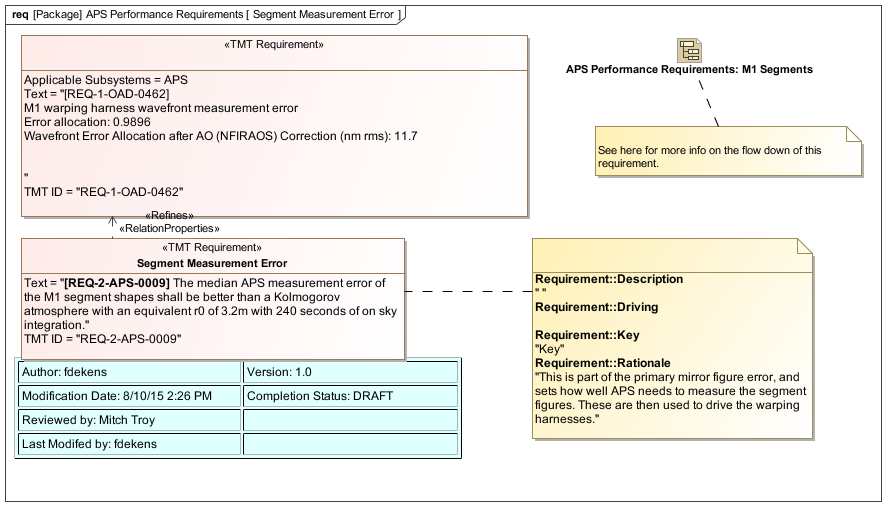 req [Package] APS Performance Requirements [ Segment Measurement Error ]
«TMT Requirement»
Applicable Subsystems = APS
Text = "[REQ-1-OAD-0462]
M1 warping harness wavefront measurement error
Error allocation: 0.9896
Wavefront Error Allocation after AO (NFIRAOS) Correction (nm rms): 11.7
"
TMT ID = "REQ-1-OAD-0462"
APS Performance Requirements: M1 Segments
See here for more info on the flow down of this
requirement.
«Refines»
«RelationProperties»
«TMT Requirement»
Segment Measurement Error
Text = "[REQ-2-APS-0009] The median APS measurement error of
the M1 segment shapes shall be better than a Kolmogorov
atmosphere with an equivalent r0 of 3.2m with 240 seconds of on sky
integration."
TMT ID = "REQ-2-APS-0009"
Requirement::Description
" "
Requirement::Driving
Requirement::Key
"Key"
Requirement::Rationale
"This is part of the primary mirror figure error, and
sets how well APS needs to measure the segment
figures. These are then used to drive the warping
harnesses."
Author: fdekens
Version: 1.0
Modification Date: 8/10/15 2:26 PM
Completion Status: DRAFT
Reviewed by: Mitch Troy
Last Modifed by: fdekens